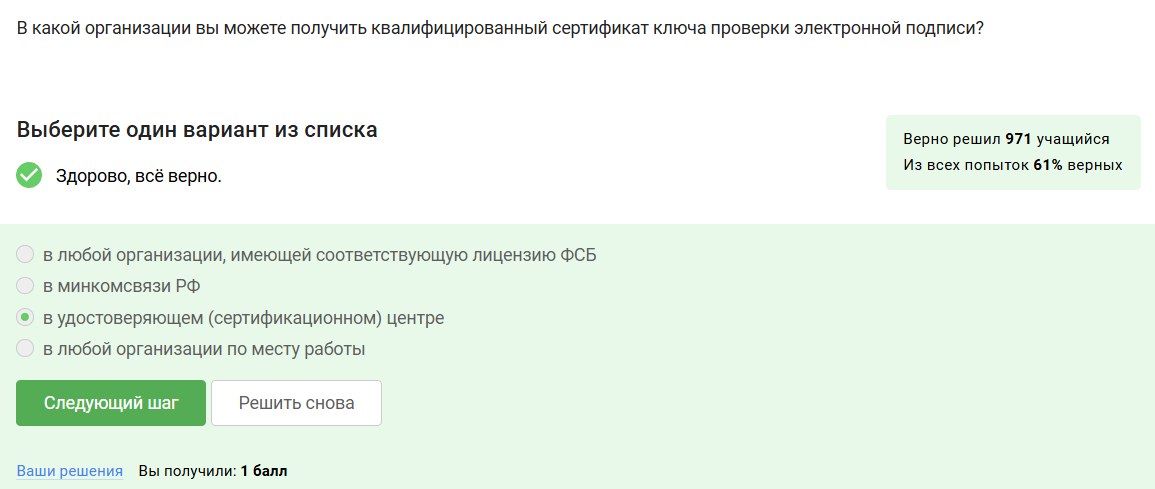 В какой организации вы можете получить квалифицированный сертификат ключа проверки электронной подписи?
Выберите один вариант из списка
Здорово, всё верно.
Верно решил 971 учащийся
Из всех попыток 61% верных
в любой организации, имеющей соответствующую лицензию ФСБ
в минкомсвязи РФ
в удостоверяющем (сертификационном) центре
в любой организации по месту работы
Следующий шаг Решить снова
Ваши решения Вы получили: 1 балл